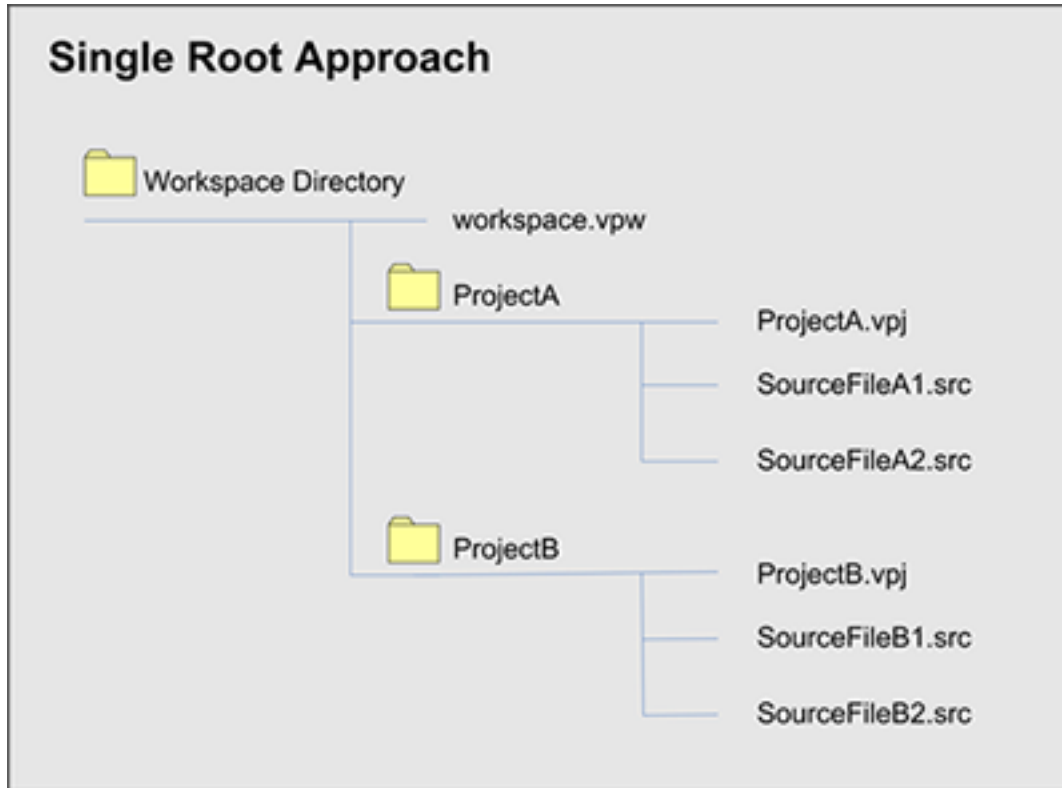 Single Root Approach
Workspace Directory
workspace.vpw
ProjectA
ProjectA.vpj
SourceFileA1.src
SourceFileA2.src
ProjectB
ProjectB.vpj
SourceFileB1.src
SourceFileB2.src